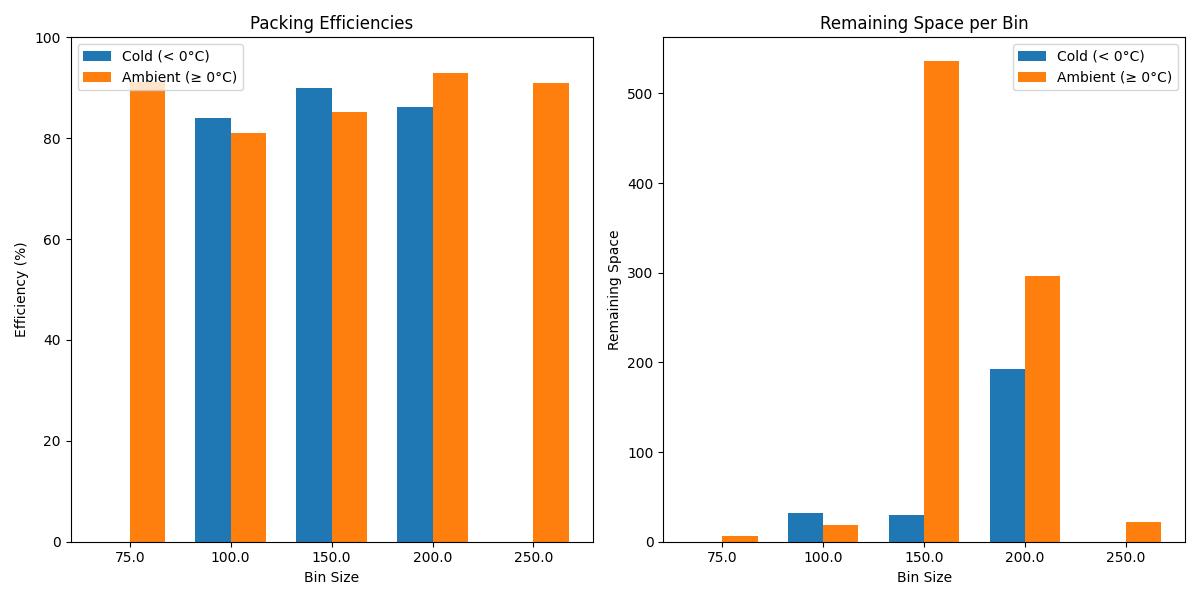 Packing Efficiencies
Cold (< 0°C)
Ambient (≥ 0°C)
100
80
60
40
20
0
Efficiency (%)
75.0 100.0 150.0 200.0 250.0
Bin Size
Remaining Space per Bin
Cold (< 0°C)
Ambient (≥ 0°C)
500
400
300
200
100
0
Remaining Space
75.0 100.0 150.0 200.0 250.0
Bin Size